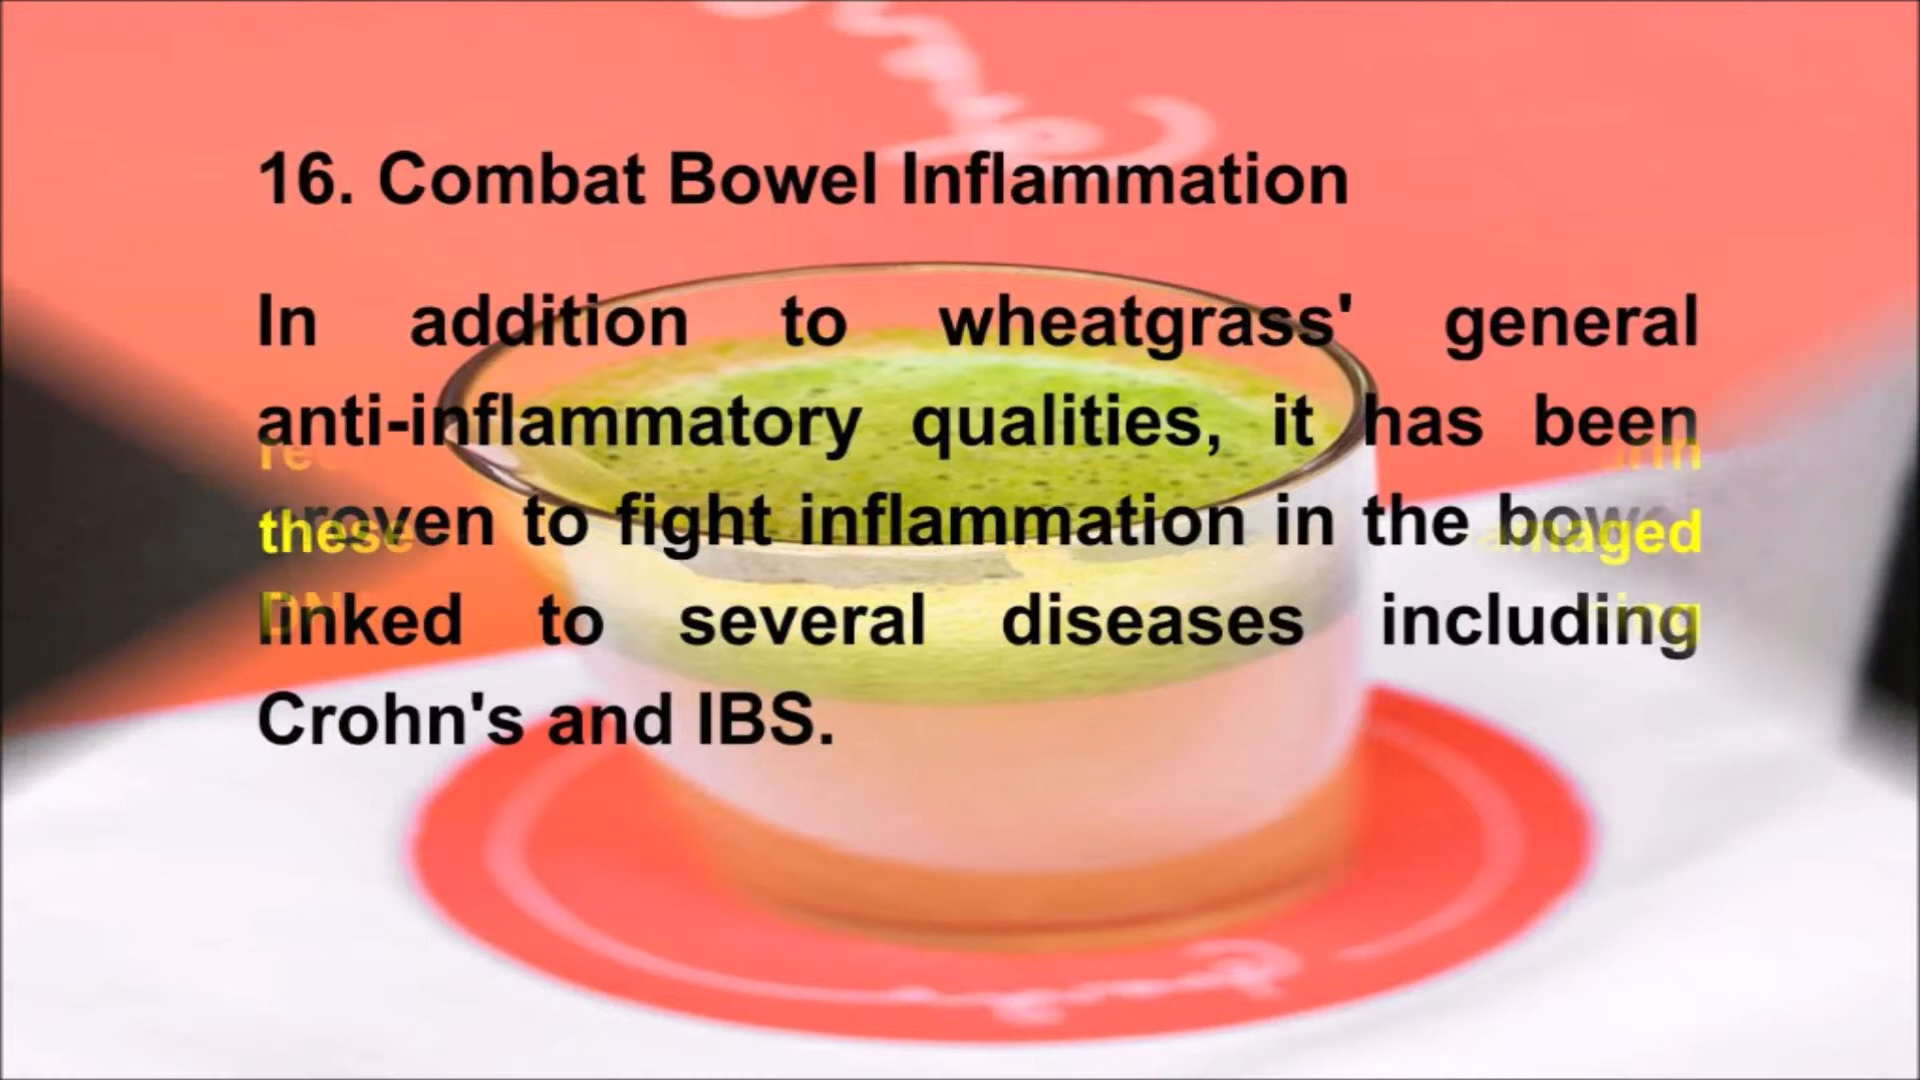 16. Combat Bowel Inflammation
In addition to wheatgrass' general
anti-inflammatory qualities, it has been
proven to fight inflammation in the
linked to several diseases including
Crohn's and IBS.
these